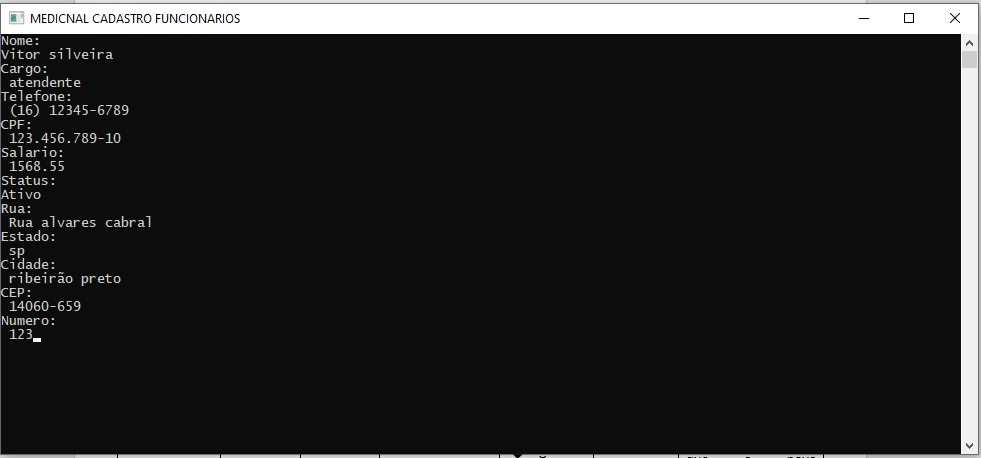 MEDICNAL CADASTRO FUNCIONARIOS
Nome:
Vitor silveira
Cargo:
atendente
Telefone:
(16) 12345-6789
CPF:
123.456.789-10
Salario:
1568.55
Status:
Ativo
Rua:
Rua alvares cabral
Estado:
sp
Cidade:
ribeirão preto
CEP:
14060-659
Numero:
123